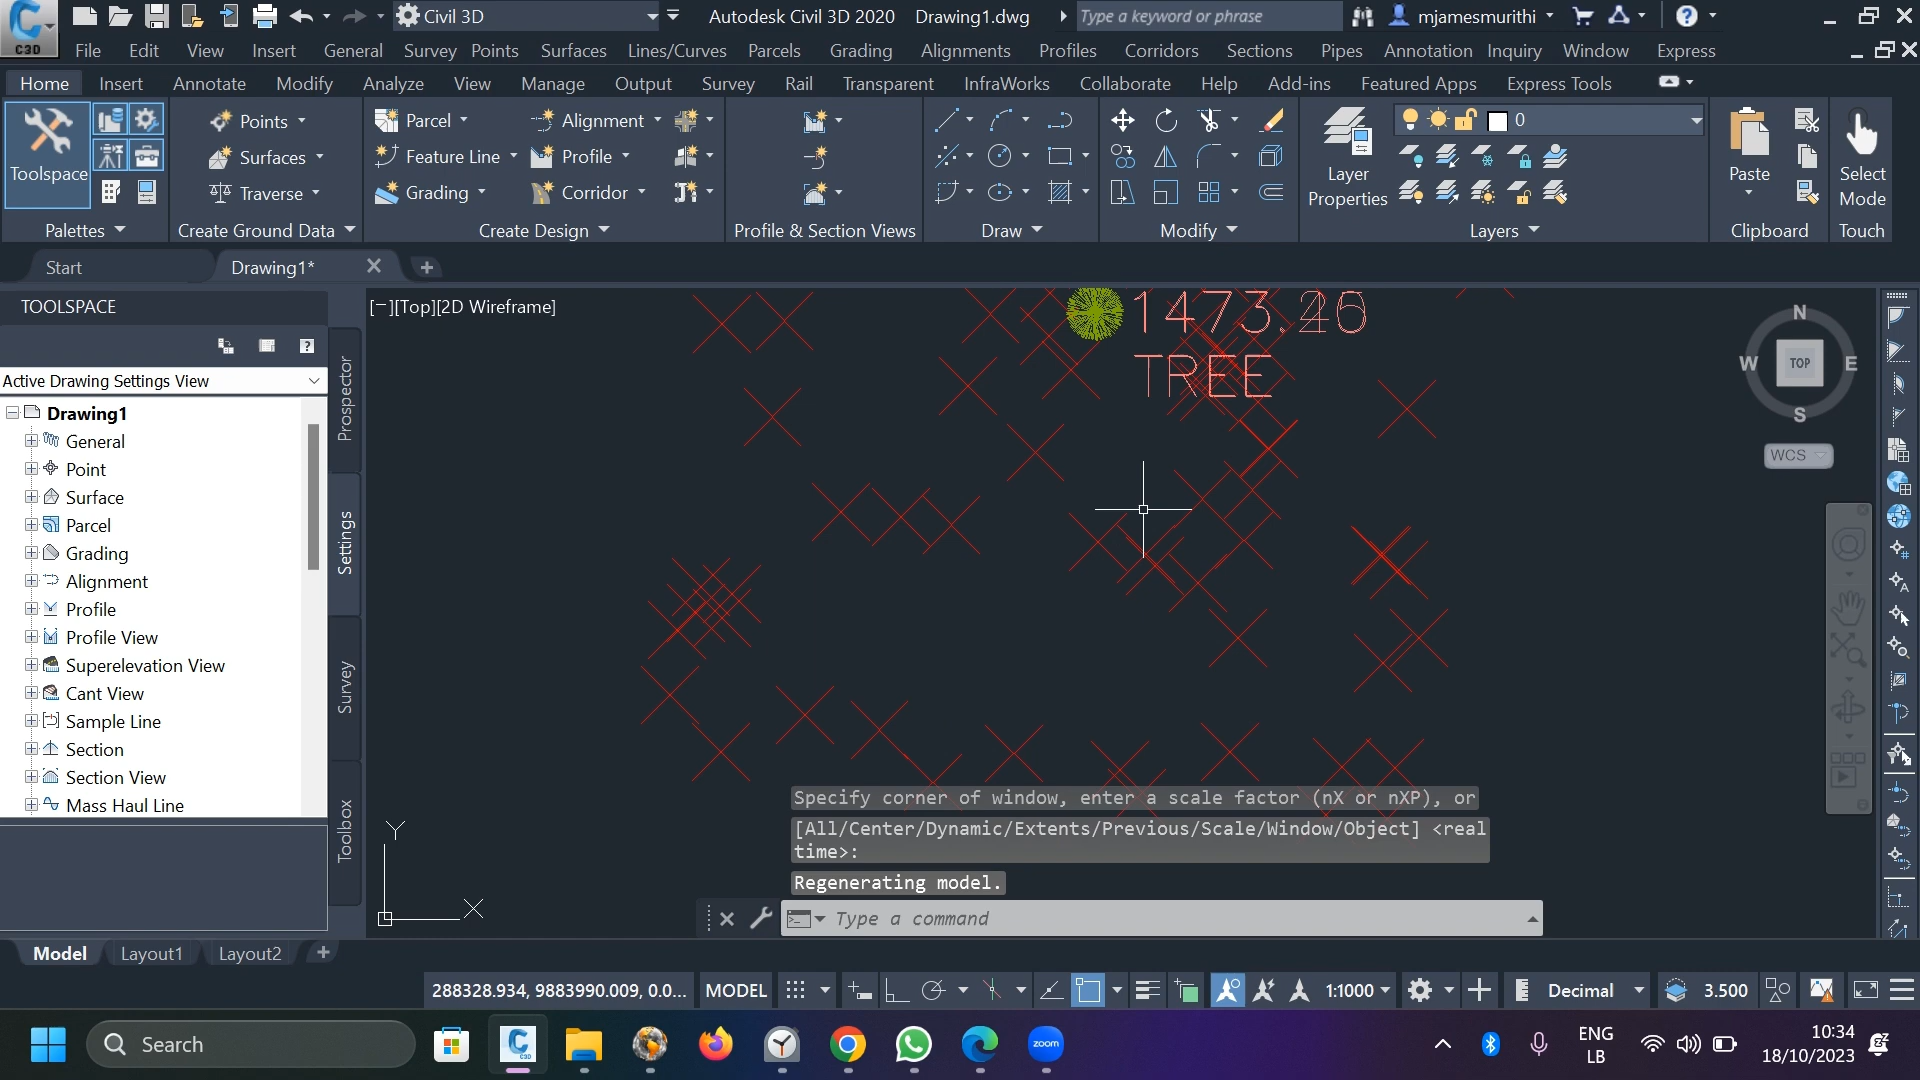 Civil 3D
Autodesk Civil 3D 2020 Drawing1.dwg
Type a keyword or phrase
mjamesmurithi
C3D
File Edit View Insert General Survey Points Surfaces Lines/Curves Parcels Grading Alignments Profiles Corridors Sections Pipes Annotation Inquiry Window Express
Home Insert Annotate Modify Analyze View Manage Output Survey Rail Transparent InfraWorks Collaborate Help Add-ins Featured Apps Express Tools
Points Parcel Alignment 0
Surfaces Feature Line Profile
Toolspace Layer Paste Select
Traverse Grading Corridor Properties Mode
Palettes Create Ground Data Create Design Profile & Section Views Draw Modify Layers Clipboard Touch
Start Drawing1*
TOOLSPACE
[−][Top][2D Wireframe]
Active Drawing Settings View
Drawing1
General
Point
Surface
Parcel
Grading
Alignment
Profile
Profile View
Superelevation View
Cant View
Sample Line
Section
Section View
Mass Haul Line
Prospector
Settings
Survey
Toolbox
TREE
N
W TOP E
S
WCS
Y
X
Specify corner of window, enter a scale factor (nX or nXP), or
[All/Center/Dynamic/Extents/Previous/Scale/Window/Object] <real
time>:
Regenerating model.
Type a command
Model Layout1 Layout2
288328.934, 9883990.009, 0.0... MODEL 1:1000 Decimal 3.500
Search
zoom
ENG
LB
10:34
18/10/2023